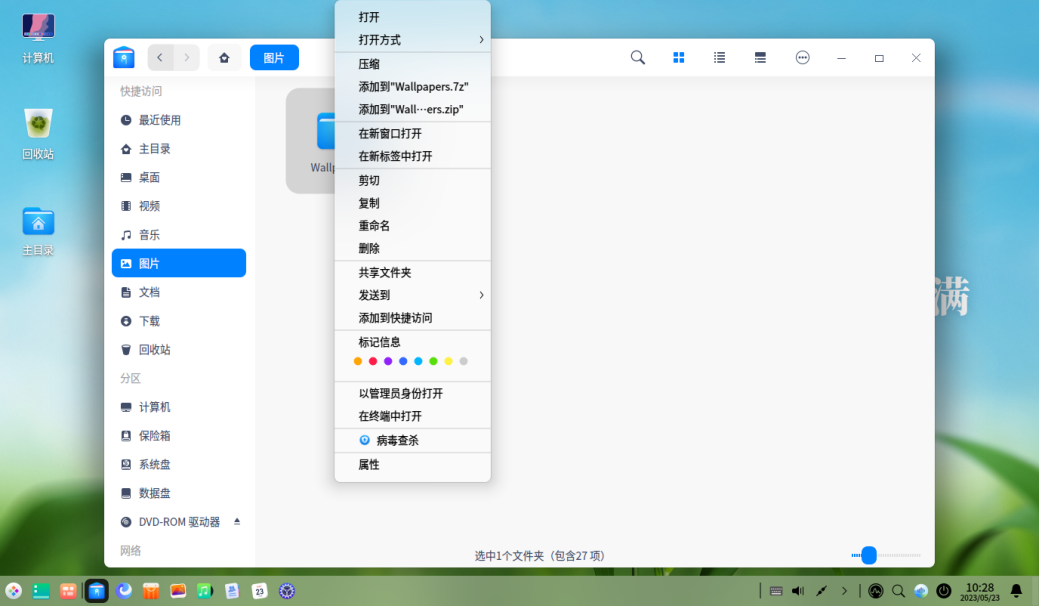 计算机
回收站
主目录
图片
快捷访问
最近使用
主目录
桌面
视频
音乐
图片
文档
下载
回收站
分区
计算机
保险箱
系统盘
数据盘
DVD-ROM 驱动器
网络
打开
打开方式
压缩
添加到"Wallpapers.7z"
添加到"Wall···ers.zip"
在新窗口打开
在新标签中打开
剪切
复制
重命名
删除
共享文件夹
发送到
添加到快捷访问
标记信息
以管理员身份打开
在终端中打开
病毒查杀
属性
选中1个文件夹（包含27 项）
满
23
10:28
2023/05/23